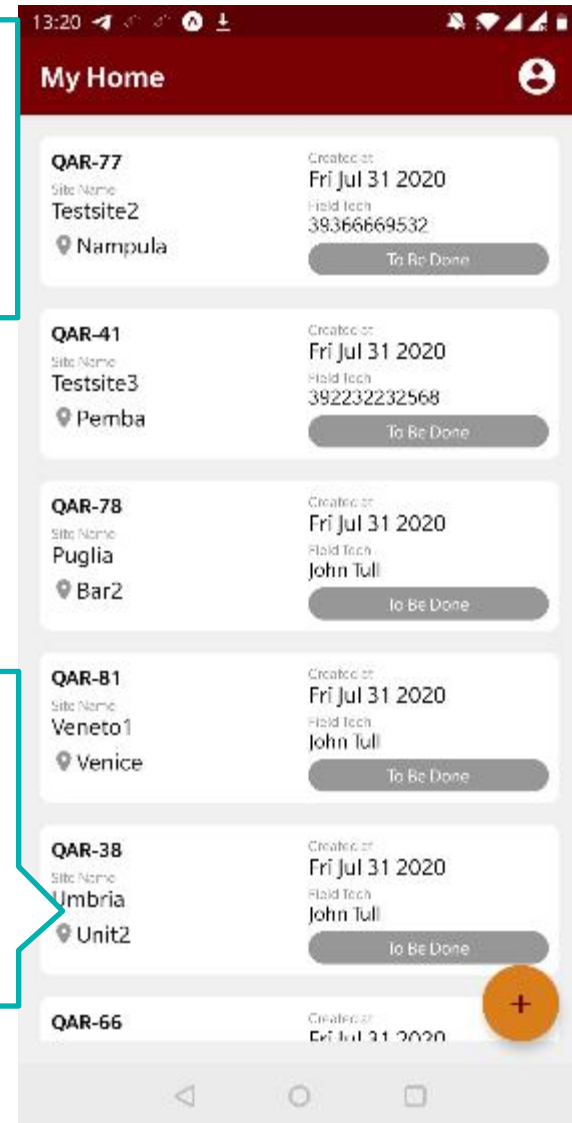 13:20
My Home
QAR-77
Site Name
Testsite2
Nampula
Created at
Fri Jul 31 2020
Field Tech
39366669532
To Be Done
QAR-41
Site Name
Testsite3
Pemba
Created at
Fri Jul 31 2020
Field Tech
392232232568
To Be Done
QAR-78
Site Name
Puglia
Bar2
Created at
Fri Jul 31 2020
Field Tech
John Tull
To Be Done
QAR-81
Site Name
Veneto1
Venice
Created at
Fri Jul 31 2020
Field Tech
John Tull
To Be Done
QAR-38
Site Name
Umbria
Unit2
Created at
Fri Jul 31 2020
Field Tech
John Tull
To Be Done
+
QAR-66
Created at
Fri Jul 31 2020